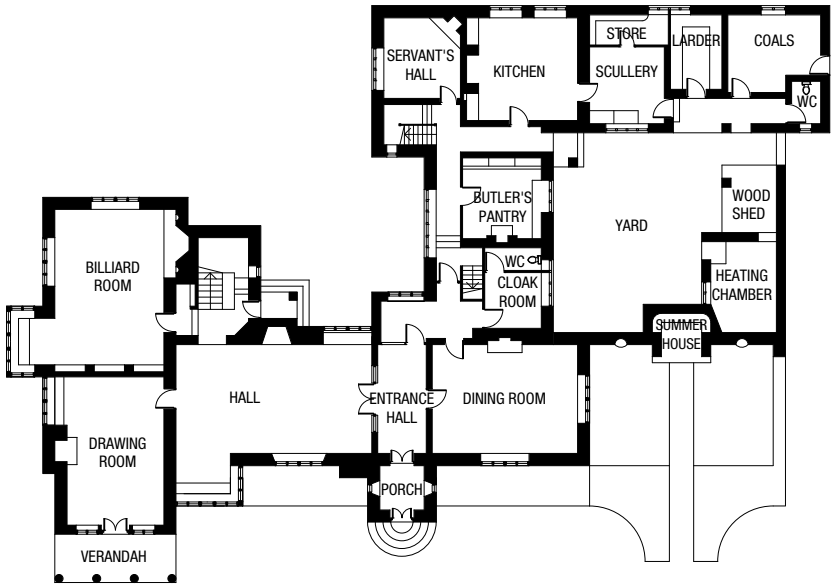 STORE
LARDER
COALS
SERVANT'S
HALL
KITCHEN
SCULLERY
WC
BUTLER'S
PANTRY
WOOD
SHED
YARD
BILLIARD
ROOM
WC
CLOAK
ROOM
HEATING
CHAMBER
SUMMER
HOUSE
HALL
ENTRANCE
HALL
DINING ROOM
DRAWING
ROOM
PORCH
VERANDAH